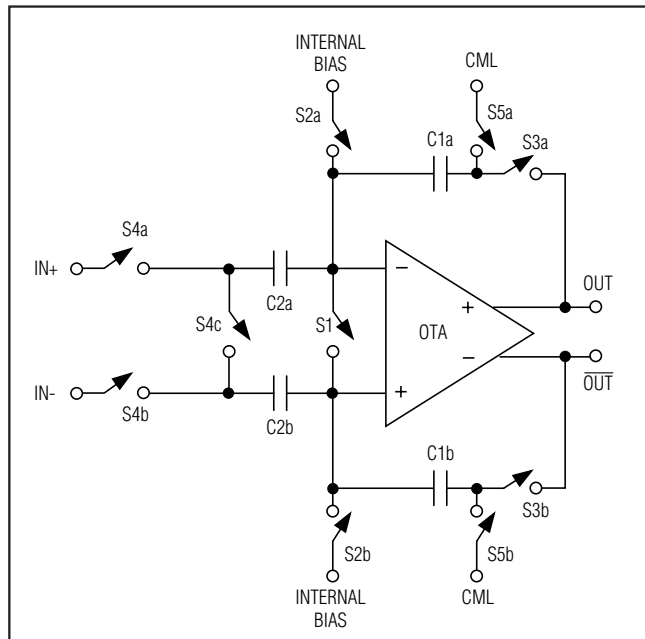 INTERNAL
BIAS
CML
S2a
S5a
C1a
S3a
S4a
IN+
C2a
−
OUT
S4c
S1
+
OTA
−
IN-
S4b
C2b
+
OUT
C1b
S3b
S2b
S5b
INTERNAL
BIAS
CML